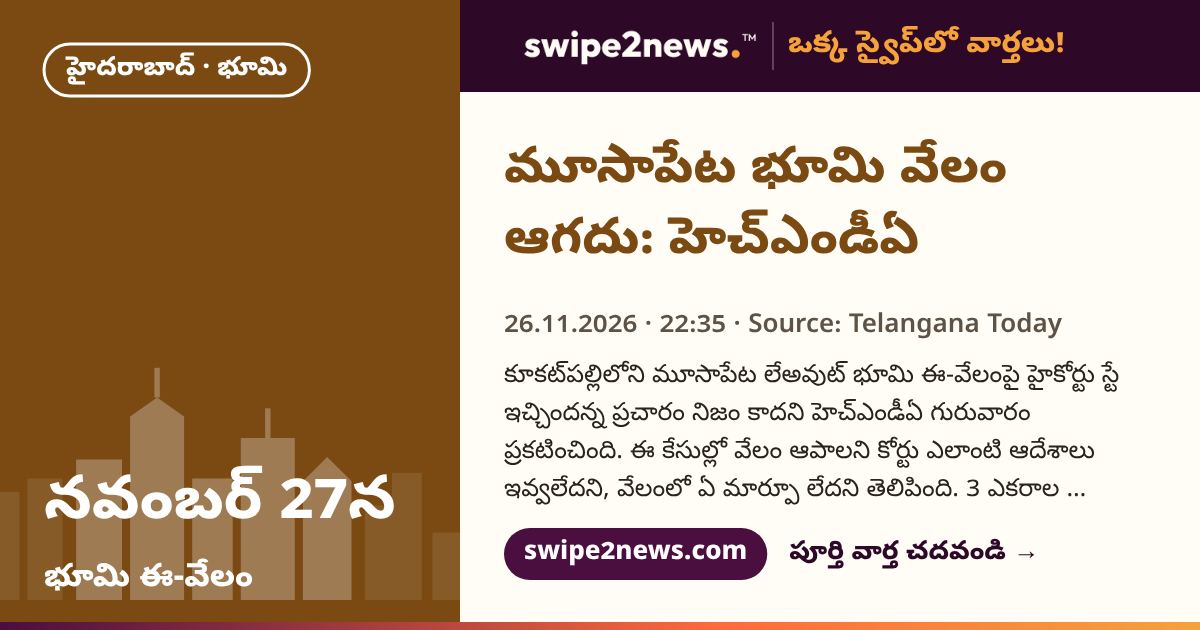 హైదరాబాద్ · భూమి
నవంబర్ 27న
భూమి ఈ-వేలం
swipe2news.™ | ఒక్క స్వైప్‌లో వార్తలు!
మూసాపేట భూమి వేలం
ఆగదు: హెచ్‌ఎండీఏ
26.11.2026 · 22:35 · Source: Telangana Today
కూకట్‌పల్లిలోని మూసాపేట లేఅవుట్ భూమి ఈ-వేలంపై హైకోర్టు స్టే
ఇచ్చిందన్న ప్రచారం నిజం కాదని హెచ్‌ఎండీఏ గురువారం
ప్రకటించింది. ఈ కేసుల్లో వేలం ఆపాలని కోర్టు ఎలాంటి ఆదేశాలు
ఇవ్వలేదని, వేలంలో ఏ మార్పూ లేదని తెలిపింది. 3 ఎకరాల ...
swipe2news.com పూర్తి వార్త చదవండి →